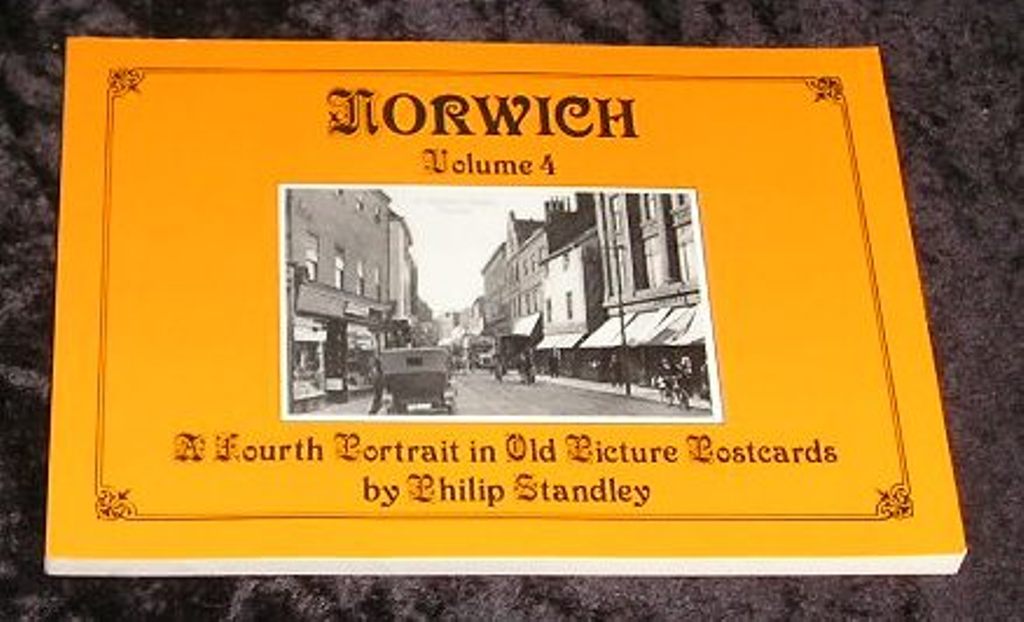 NORWICH
Volume 4
A Fourth Portrait in Old Picture Postcards
by Philip Standley